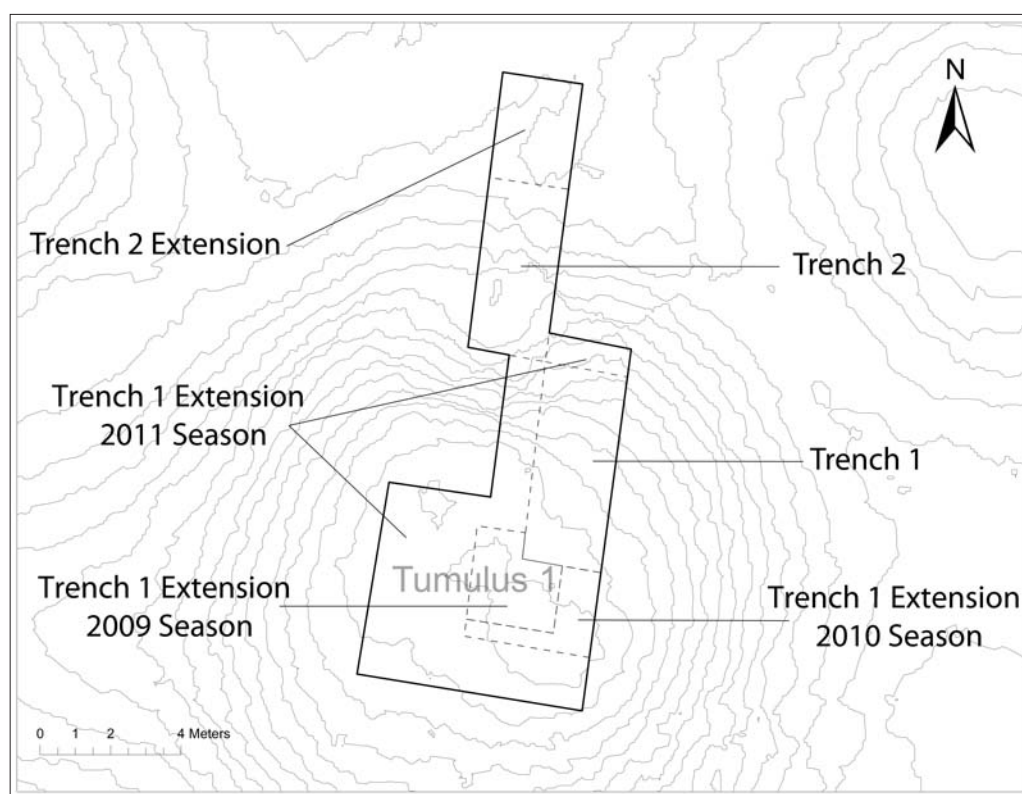 N
Trench 2 Extension
Trench 2
Trench 1 Extension
2011 Season
Trench 1
Tumulus 1
Trench 1 Extension
2009 Season
Trench 1 Extension
2010 Season
0 1 2 4 Meters